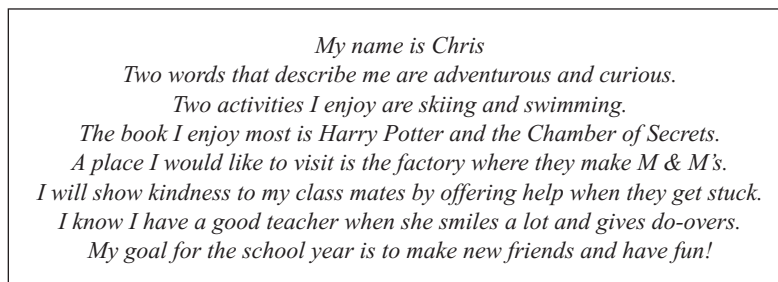 My name is Chris
Two words that describe me are adventurous and curious.
Two activities I enjoy are skiing and swimming.
The book I enjoy most is Harry Potter and the Chamber of Secrets.
A place I would like to visit is the factory where they make M & M's.
I will show kindness to my class mates by offering help when they get stuck.
I know I have a good teacher when she smiles a lot and gives do-overs.
My goal for the school year is to make new friends and have fun!